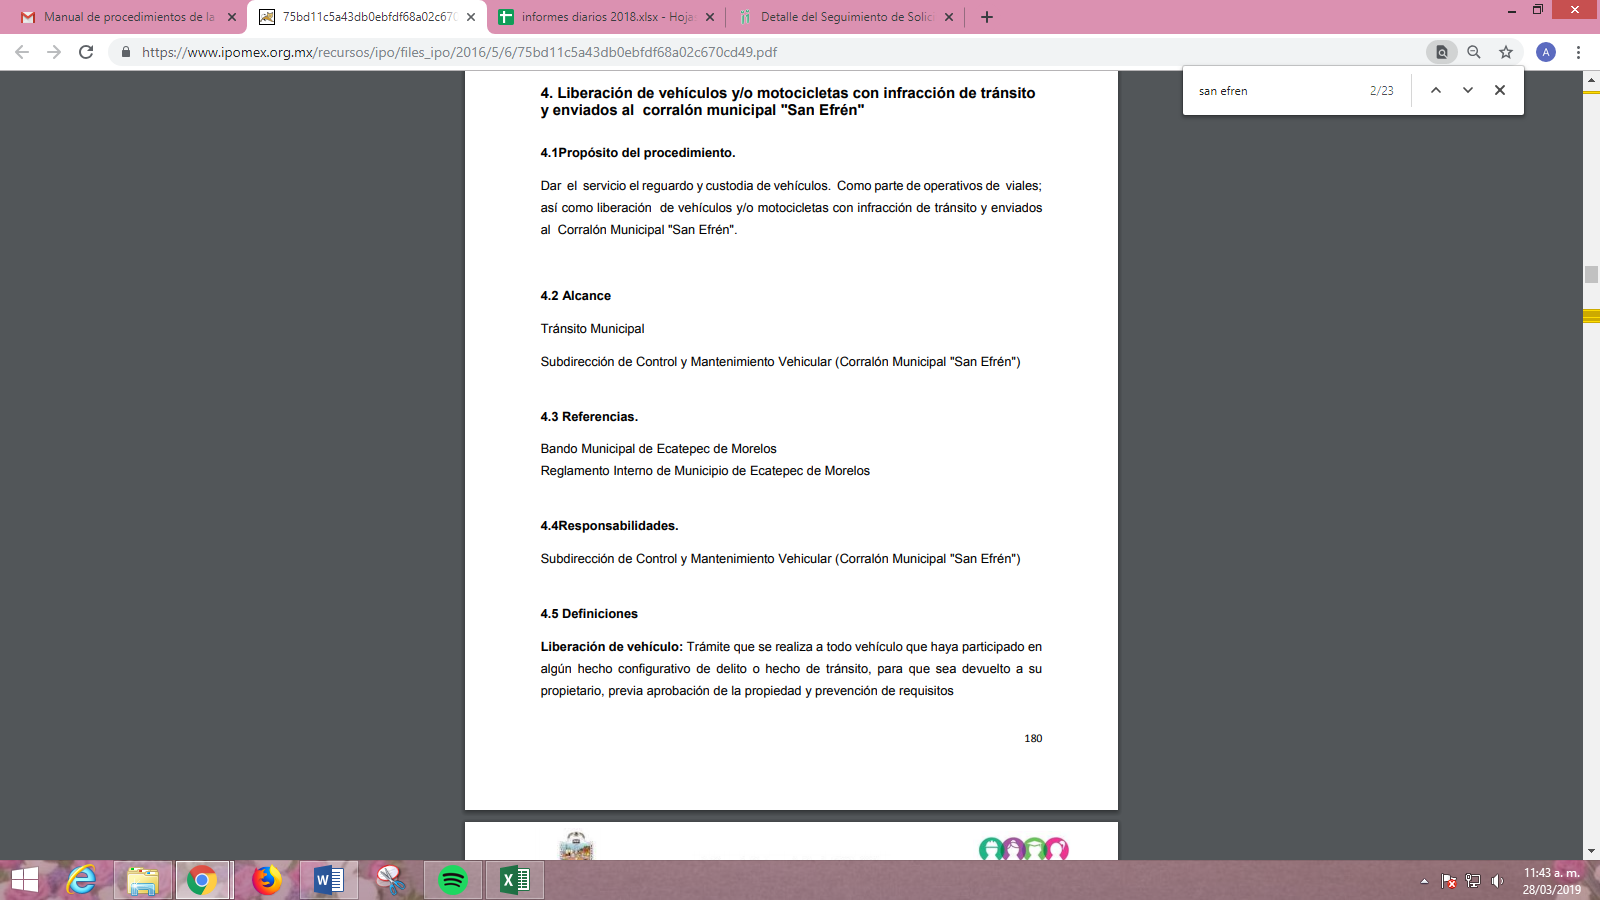 Manual de procedimientos de la
75bd11c5a43db0ebfdf68a02c670
informes diarios 2018.xlsx - Hoja
Detalle del Seguimiento de Solic
https://www.ipomex.org.mx/recursos/ipo/files_ipo/2016/5/6/75bd11c5a43db0ebfdf68a02c670cd49.pdf
A
san efren
2/23
4. Liberación de vehículos y/o motocicletas con infracción de tránsito
y enviados al corralón municipal "San Efrén"
4.1Propósito del procedimiento.
Dar el servicio el reguardo y custodia de vehículos. Como parte de operativos de viales;
así como liberación de vehículos y/o motocicletas con infracción de tránsito y enviados
al Corralón Municipal "San Efrén".
4.2 Alcance
Tránsito Municipal
Subdirección de Control y Mantenimiento Vehicular (Corralón Municipal "San Efrén")
4.3 Referencias.
Bando Municipal de Ecatepec de Morelos
Reglamento Interno de Municipio de Ecatepec de Morelos
4.4Responsabilidades.
Subdirección de Control y Mantenimiento Vehicular (Corralón Municipal "San Efrén")
4.5 Definiciones
Liberación de vehículo: Trámite que se realiza a todo vehículo que haya participado en
algún hecho configurativo de delito o hecho de tránsito, para que sea devuelto a su
propietario, previa aprobación de la propiedad y prevención de requisitos
180
11:43 a. m.
28/03/2019